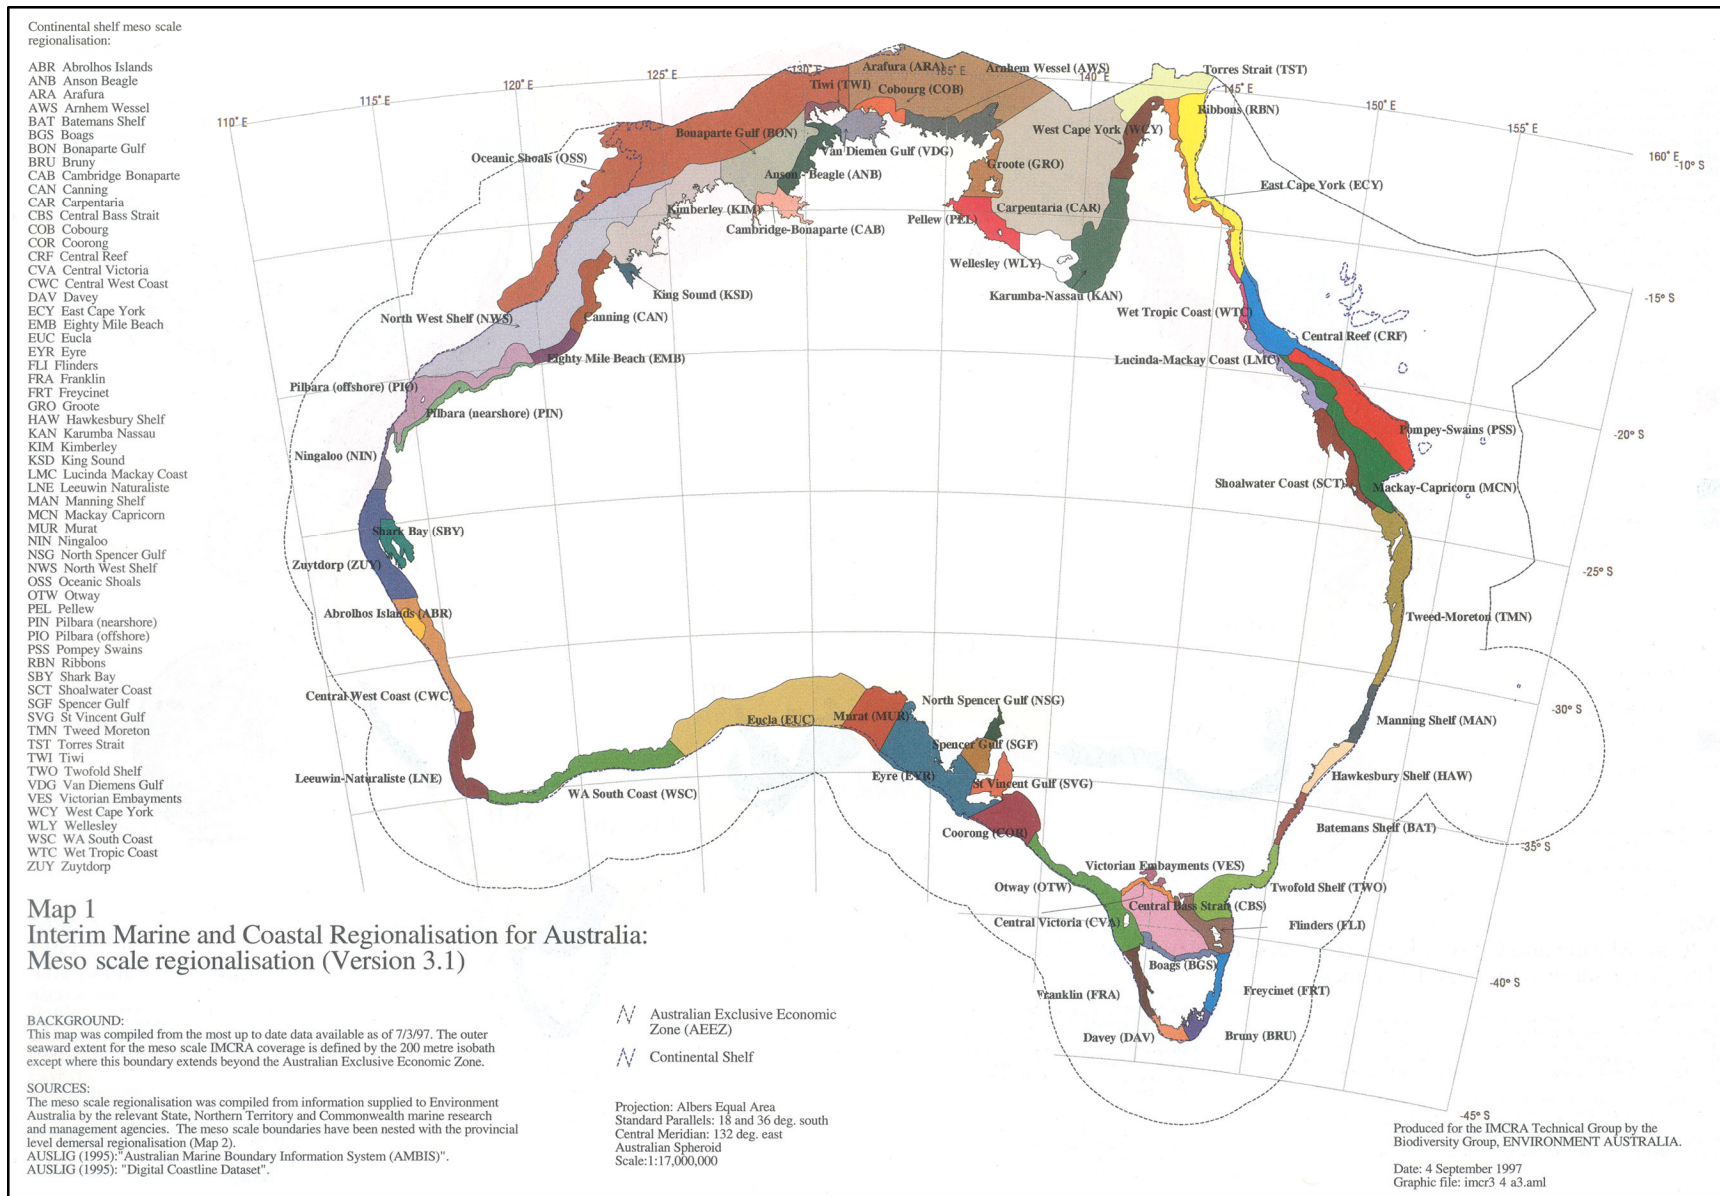 Continental shelf meso scale
regionalisation:
ABR Abrolhos Islands
ANB Anson Beagle
ARA Arafura
AWS Arnhem Wessel
BAT Batemans Shelf
BGS Boags
BON Bonaparte Gulf
BRU Bruny
CAB Cambridge Bonaparte
CAN Canning
CAR Carpentaria
CBS Central Bass Strait
COB Cobourg
COR Coorong
CRF Central Reef
CVA Central Victoria
CWC Central West Coast
DAV Davey
ECY East Cape York
EMB Eighty Mile Beach
EUC Eucla
EYR Eyre
FLI Flinders
FRA Franklin
FRT Freycinet
GRO Groote
HAW Hawkesbury Shelf
KAN Karumba Nassau
KIM Kimberley
KSD King Sound
LMC Lucinda Mackay Coast
LNE Leeuwin Naturaliste
MAN Manning Shelf
MCN Mackay Capricorn
MUR Murat
NIN Ningaloo
NSG North Spencer Gulf
NWS North West Shelf
OSS Oceanic Shoals
OTW Otway
PEL Pellew
PIN Pilbara (nearshore)
PIO Pilbara (offshore)
PSS Pompey Swains
RBN Ribbons
SBY Shark Bay
SCT Shoalwater Coast
SGF Spencer Gulf
SVG St Vincent Gulf
TMN Tweed Moreton
TST Torres Strait
TWI Tiwi
TWO Twofold Shelf
VDG Van Diemens Gulf
VES Victorian Embayments
WCY West Cape York
WLY Wellesley
WSC WA South Coast
WTC Wet Tropic Coast
ZUY Zuytdorp
110° E
115° E
120° E
125° E
130° E
135° E
140° E
145° E
150° E
155° E
160° E
-10° S
-15° S
-20° S
-25° S
-30° S
-35° S
-40° S
-45° S
Arafura (ARA)
Arnhem Wessel (AWS)
Torres Strait (TST)
Tiwi (TWI)
Cobourg (COB)
Ribbons (RBN)
Bonaparte Gulf (BON)
West Cape York (WCY)
Oceanic Shoals (OSS)
Van Diemen Gulf (VDG)
Groote (GRO)
Anson - Beagle (ANB)
East Cape York (ECY)
Kimberley (KIM)
Carpentaria (CAR)
Pellew (PEL)
Cambridge-Bonaparte (CAB)
Wellesley (WLY)
King Sound (KSD)
Karumba-Nassau (KAN)
North West Shelf (NWS)
Canning (CAN)
Wet Tropic Coast (WTC)
Central Reef (CRF)
Eighty Mile Beach (EMB)
Lucinda-Mackay Coast (LMC)
Pilbara (offshore) (PIO)
Pilbara (nearshore) (PIN)
Pompey-Swains (PSS)
Ningaloo (NIN)
Shoalwater Coast (SCT)
Mackay-Capricorn (MCN)
Shark Bay (SBY)
Zuytdorp (ZUY)
Abrolhos Islands (ABR)
Tweed-Moreton (TMN)
Central West Coast (CWC)
North Spencer Gulf (NSG)
Eucla (EUC)
Murat (MUR)
Manning Shelf (MAN)
Spencer Gulf (SGF)
Leeuwin-Naturaliste (LNE)
Eyre (EYR)
St Vincent Gulf (SVG)
Hawkesbury Shelf (HAW)
WA South Coast (WSC)
Coorong (COR)
Batemans Shelf (BAT)
Victorian Embayments (VES)
Otway (OTW)
Twofold Shelf (TWO)
Central Bass Strait (CBS)
Central Victoria (CVA)
Flinders (FLI)
Boags (BGS)
Franklin (FRA)
Freycinet (FRT)
Davey (DAV)
Bruny (BRU)
Map 1
Interim Marine and Coastal Regionalisation for Australia:
Meso scale regionalisation (Version 3.1)
BACKGROUND:
This map was compiled from the most up to date data available as of 7/3/97. The outer
seaward extent for the meso scale IMCRA coverage is defined by the 200 metre isobath
except where this boundary extends beyond the Australian Exclusive Economic Zone.
SOURCES:
The meso scale regionalisation was compiled from information supplied to Environment
Australia by the relevant State, Northern Territory and Commonwealth marine research
and management agencies. The meso scale boundaries have been nested with the provincial
level demersal regionalisation (Map 2).
AUSLIG (1995):"Australian Marine Boundary Information System (AMBIS)".
AUSLIG (1995): "Digital Coastline Dataset".
Australian Exclusive Economic
Zone (AEEZ)
Continental Shelf
Projection: Albers Equal Area
Standard Parallels: 18 and 36 deg. south
Central Meridian: 132 deg. east
Australian Spheroid
Scale:1:17,000,000
Produced for the IMCRA Technical Group by the
Biodiversity Group, ENVIRONMENT AUSTRALIA.
Date: 4 September 1997
Graphic file: imcr3 4 a3.aml